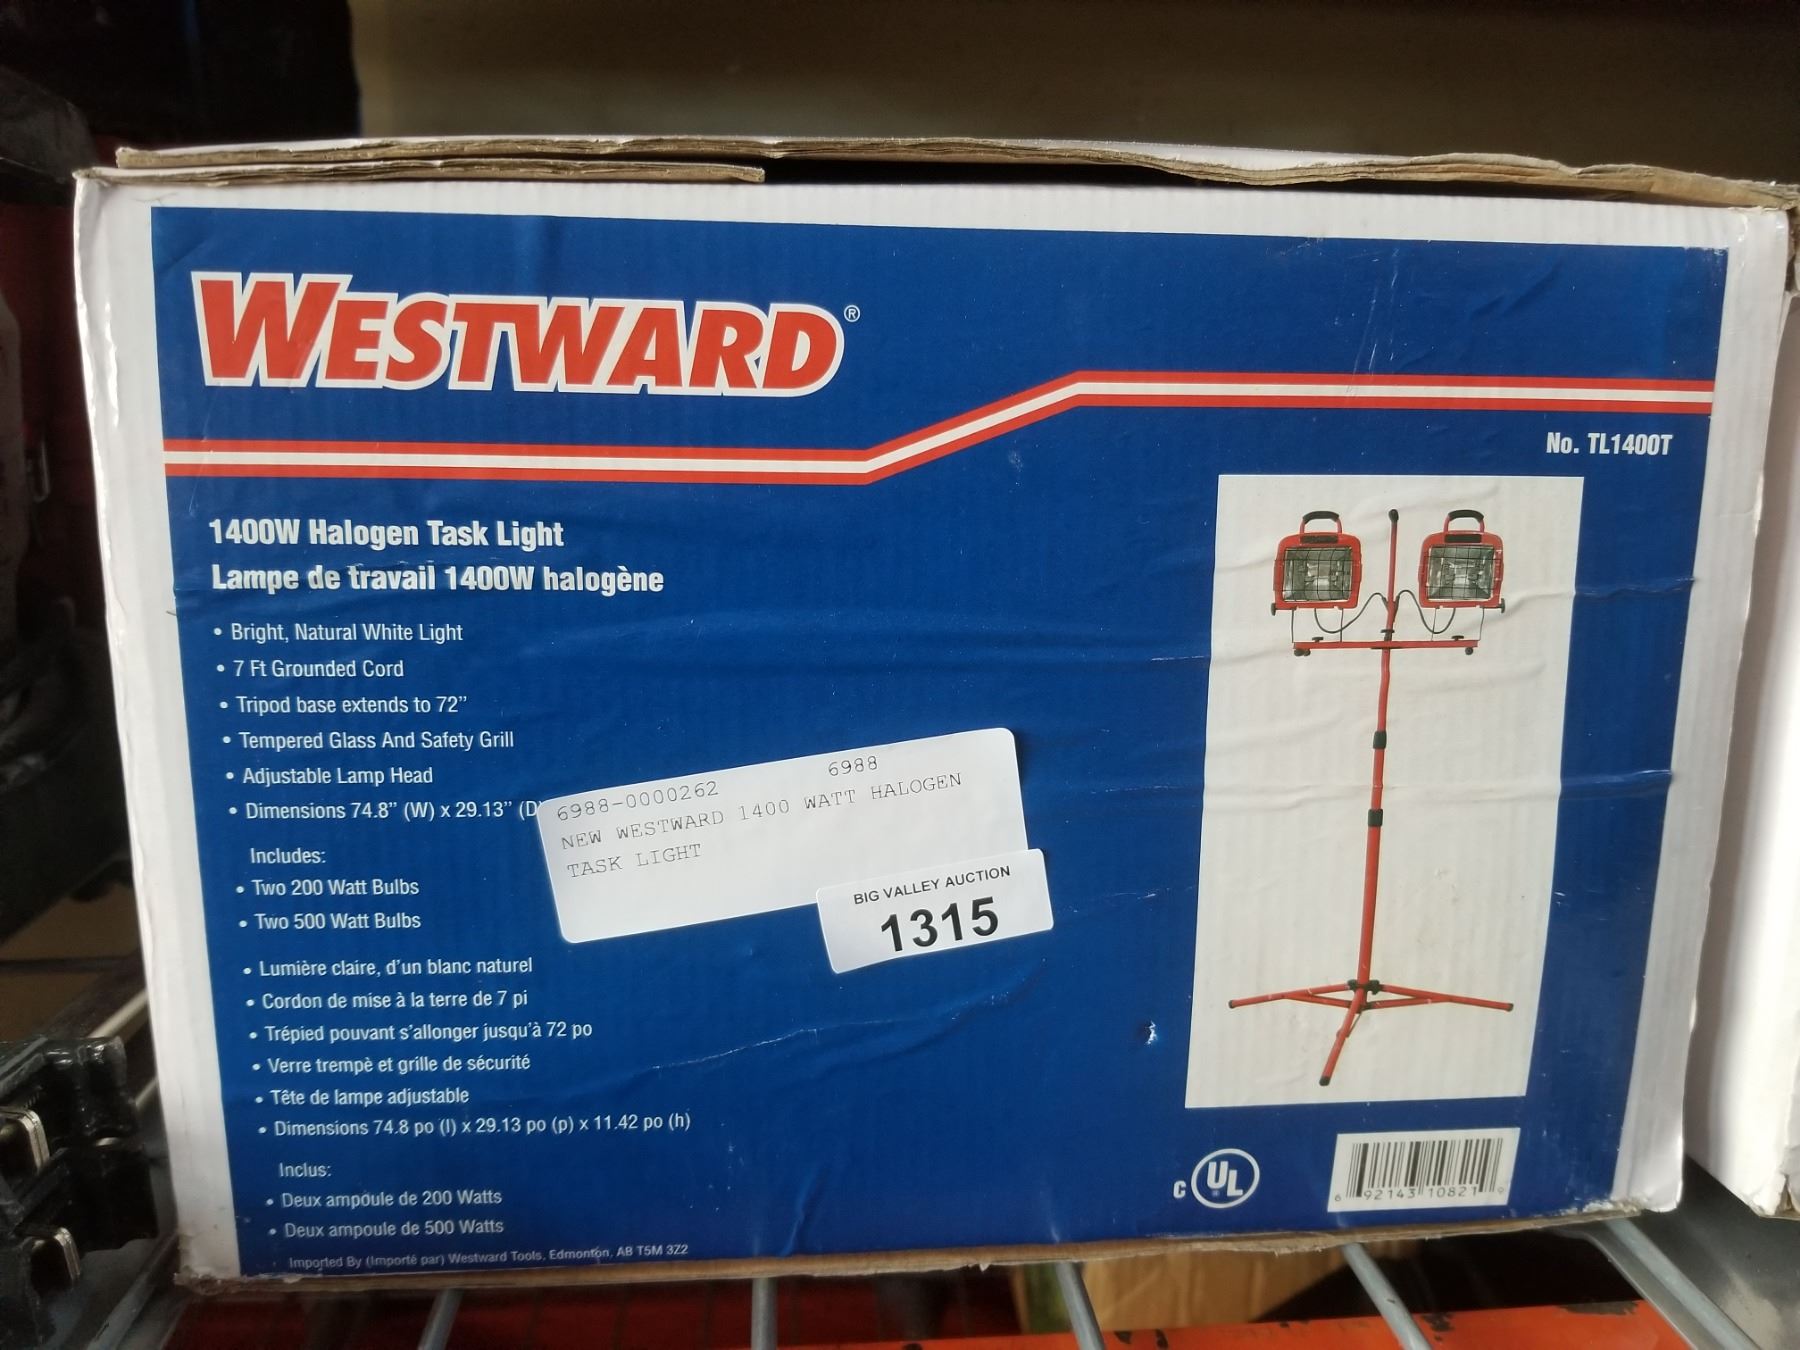 WESTWARD®
No. TL1400T
1400W Halogen Task Light
Lampe de travail 1400W halogène
• Bright, Natural White Light
• 7 Ft Grounded Cord
• Tripod base extends to 72”
• Tempered Glass And Safety Grill
• Adjustable Lamp Head
• Dimensions 74.8” (W) x 29.13” (D
Includes:
• Two 200 Watt Bulbs
• Two 500 Watt Bulbs
6988-0000262 6988
NEW WESTWARD 1400 WATT HALOGEN
TASK LIGHT
BIG VALLEY AUCTION
1315
• Lumière claire, d’un blanc naturel
• Cordon de mise à la terre de 7 pi
• Trépied pouvant s’allonger jusqu’à 72 po
• Verre trempè et grille de sécurité
• Tête de lampe adjustable
• Dimensions 74.8 po (l) x 29.13 po (p) x 11.42 po (h)
Inclus:
• Deux ampoule de 200 Watts
• Deux ampoule de 500 Watts
Imported By (Importé par) Westward Tools, Edmonton, AB T5M 3Z2
C UL ®
6 92143 10821 9